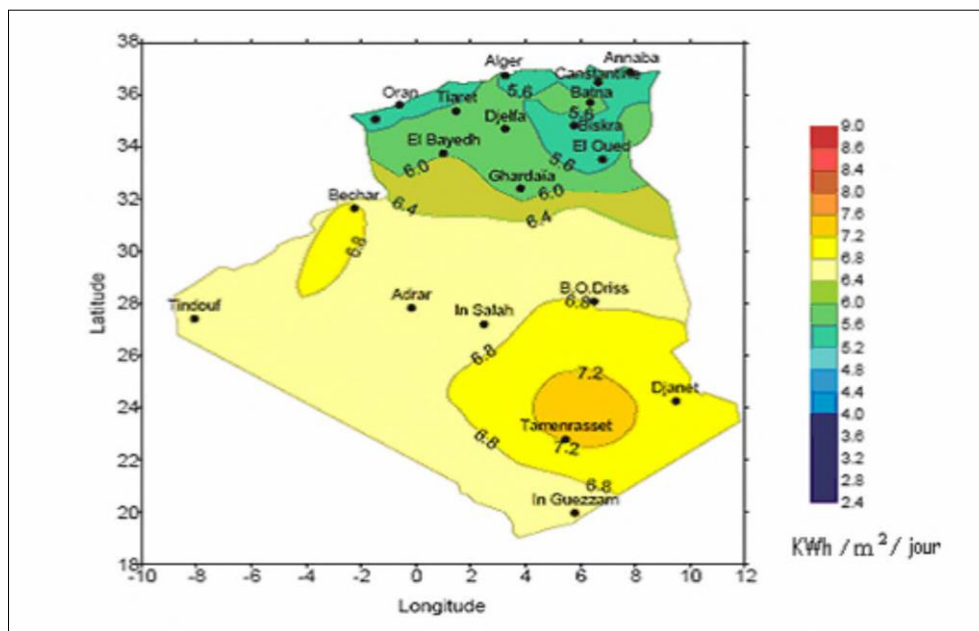 38
36
34
32
30
28
26
24
22
20
18
Latitude
-10 -8 -6 -4 -2 0 2 4 6 8 10 12
Longitude
Annaba
Alger
Canstantine
Oran
Tiaret
5.6
Batna
5.6
Djelfa
Biskra
El Bayedh
El Oued
5.6
6.0
Ghardaïa
6.0
Bechar
6.4
6.4
6.8
B.O.Driss
6.8
Tindouf
Adrar
In Salah
6.8
7.2
Djanet
Tamenrasset
7.2
6.8
6.8
In Guezzam
9.0
8.6
8.4
8.0
7.6
7.2
6.8
6.4
6.0
5.6
5.2
4.8
4.4
4.0
3.6
3.2
2.8
2.4
KWh / m² / jour